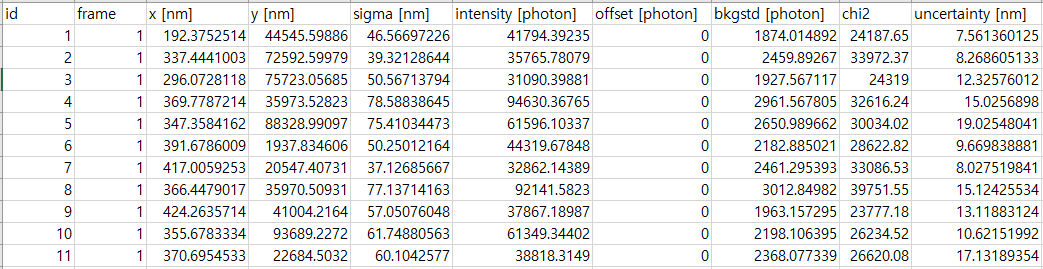 id frame x [nm] y [nm] sigma [nm] intensity [photon] offset [photon] bkgstd [photon] chi2 uncertainty [nm]
1 1 192.3752514 44545.59886 46.56697226 41794.39235 0 1874.014892 24187.65 7.561360125
2 1 337.4441003 72592.59979 39.32128644 35765.78079 0 2459.89267 33972.37 8.268605133
3 1 296.0728118 75723.05685 50.56713794 31090.39881 0 1927.567117 24319 12.32576012
4 1 369.7787214 35973.52823 78.58838645 94630.36765 0 2961.567805 32616.24 15.0256898
5 1 347.3584162 88328.99097 75.41034473 61596.10337 0 2650.989662 30034.02 19.02548041
6 1 391.6786009 1937.834606 50.25012164 44319.67848 0 2182.885021 28622.82 9.669838881
7 1 417.0059253 20547.40731 37.12685667 32862.14389 0 2461.295393 33086.53 8.027519841
8 1 366.4479017 35970.50931 77.13714163 92141.5823 0 3012.84982 39751.55 15.12425534
9 1 424.2635714 41004.2164 57.05076048 37867.18987 0 1963.157295 23777.18 13.11883124
10 1 355.6783334 93689.2272 61.74880563 61349.34402 0 2198.106395 26234.52 10.62151992
11 1 370.6954533 22684.5032 60.1042577 38818.3149 0 2368.077339 26620.08 17.13189354